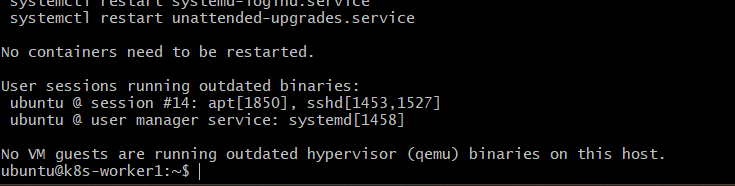 systemctl restart systemd-logind.service
systemctl restart unattended-upgrades.service
No containers need to be restarted.
User sessions running outdated binaries:
ubuntu @ session #14: apt[1850], sshd[1453,1527]
ubuntu @ user manager service: systemd[1458]
No VM guests are running outdated hypervisor (qemu) binaries on this host.
ubuntu@k8s-worker1:~$